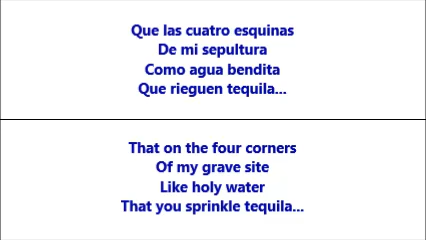 Que las cuatro esquinas
De mi sepultura
Como agua bendita
Que rieguen tequila...
That on the four corners
Of my grave site
Like holy water
That you sprinkle tequila...